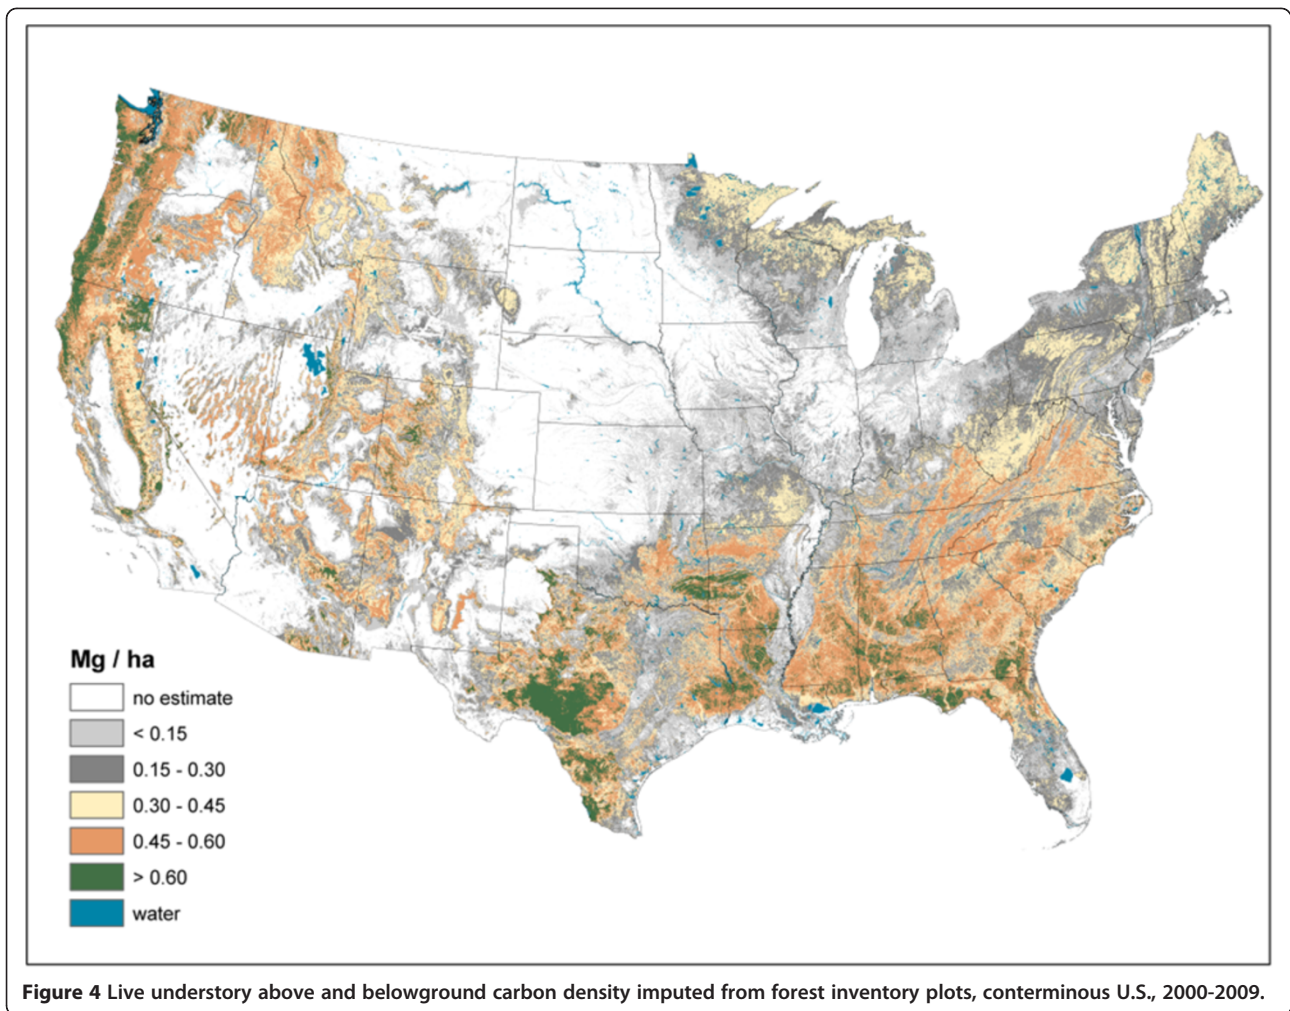 Mg / ha
no estimate
< 0.15
0.15 - 0.30
0.30 - 0.45
0.45 - 0.60
> 0.60
water
Figure 4 Live understory above and belowground carbon density imputed from forest inventory plots, conterminous U.S., 2000-2009.